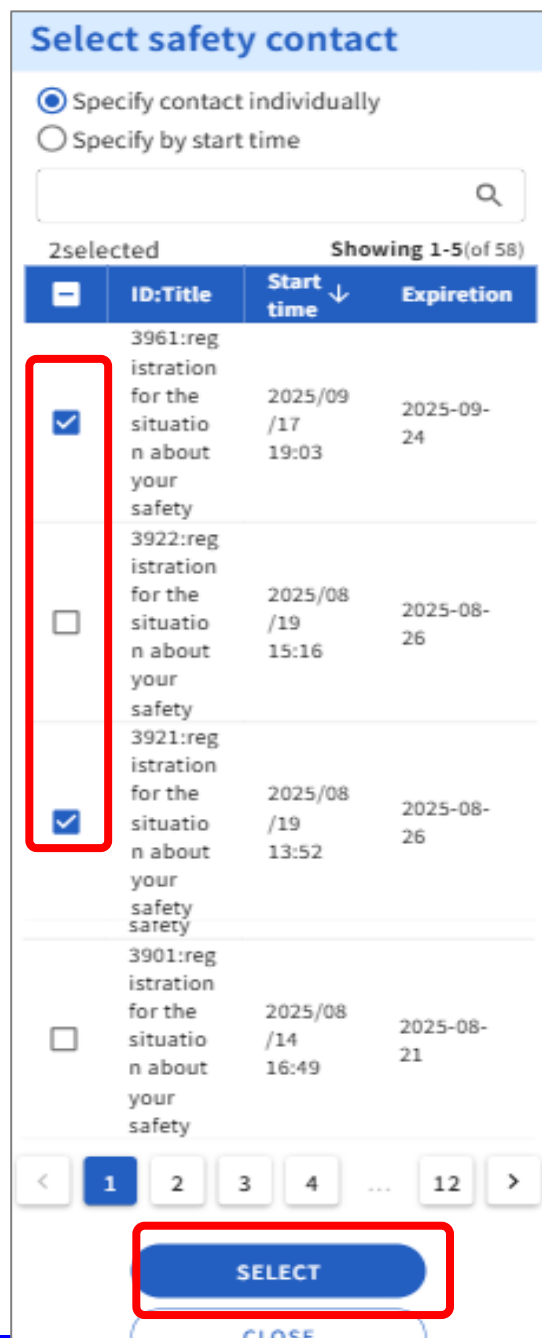 Select safety contact
Specify contact individually
Specify by start time
2selected Showing 1-5(of 58)
ID:Title Start time ↓ Expiretion
3961:reg
istration
for the
situatio
n about
your
safety
2025/09
/17
19:03
2025-09-
24
3922:reg
istration
for the
situatio
n about
your
safety
2025/08
/19
15:16
2025-08-
26
3921:reg
istration
for the
situatio
n about
your
safety
safety
2025/08
/19
13:52
2025-08-
26
3901:reg
istration
for the
situatio
n about
your
safety
2025/08
/14
16:49
2025-08-
21
< 1 2 3 4 ... 12 >
SELECT
CLOSE